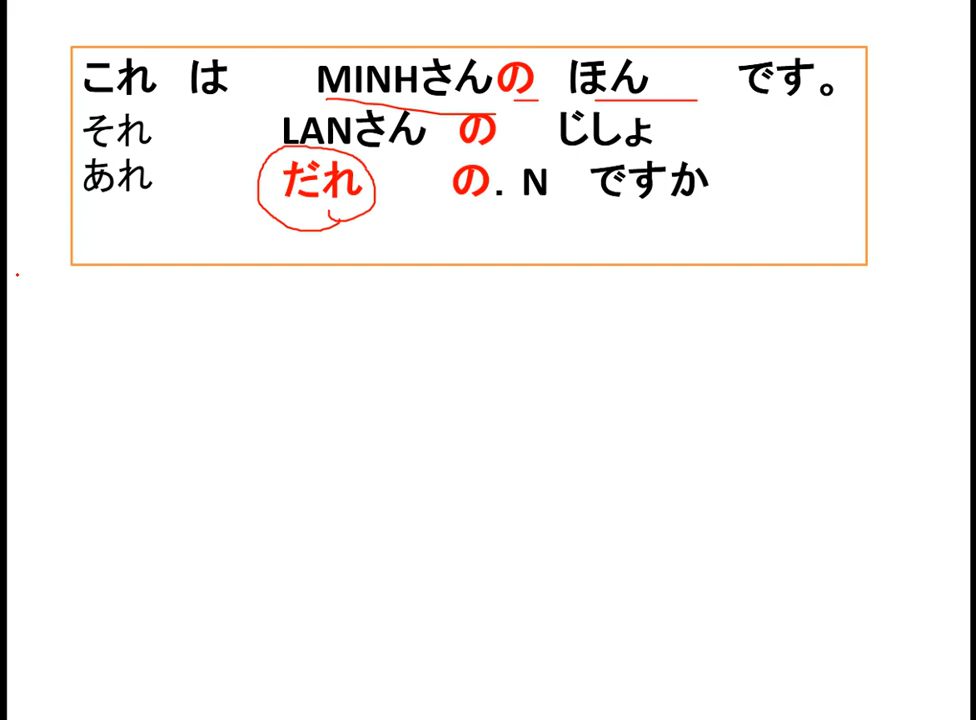 これ は MINHさんの ほん です。
それ LANさん の じしょ
あれ だれ の. N ですか